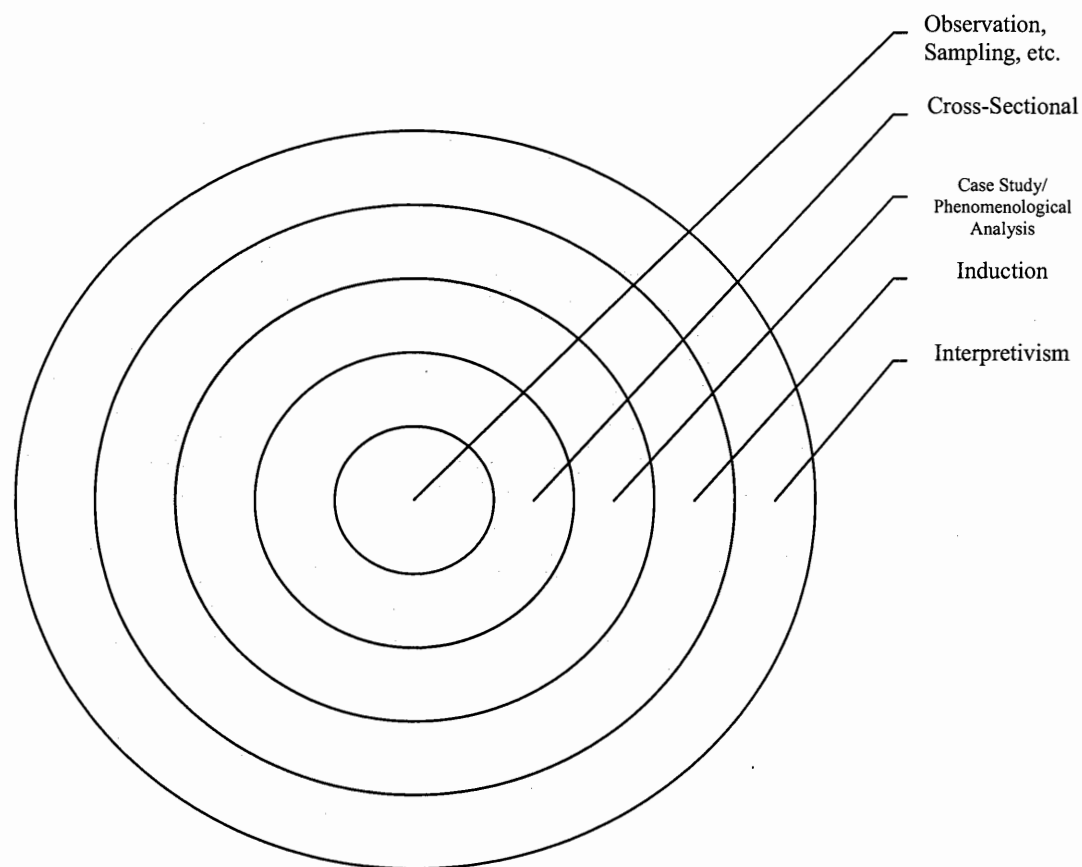 Observation,
Sampling, etc.
Cross-Sectional
Case Study/
Phenomenological
Analysis
Induction
Interpretivism